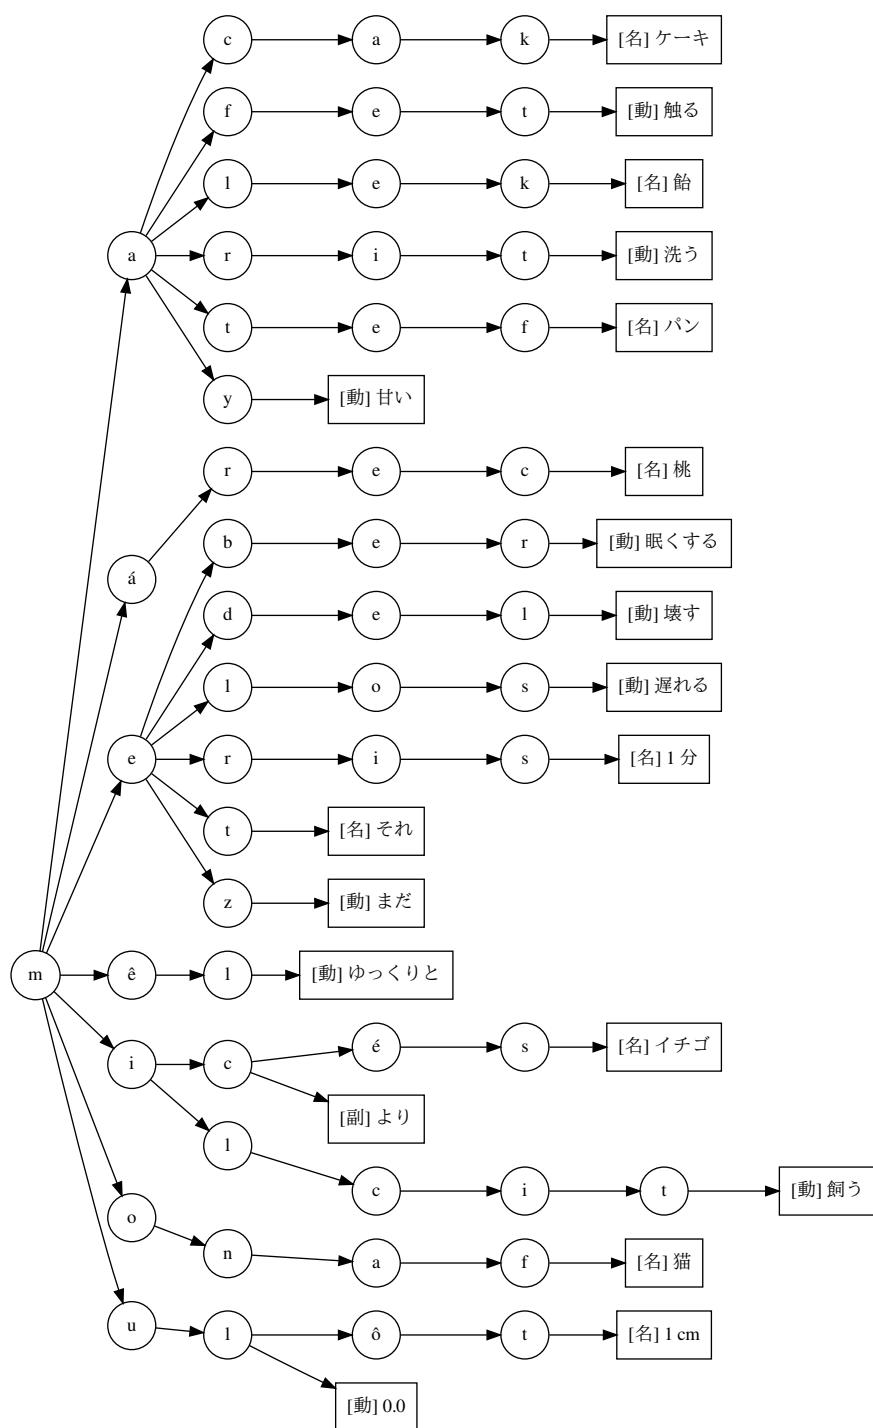 c a k [名] ケーキ
f e t [動] 触る
l e k [名] 飴
a r i t [動] 洗う
t e f [名] パン
y [動] 甘い
r e c [名] 桃
b e r [動] 眠くする
á
d e l [動] 壊す
l o s [動] 遅れる
e r i s [名] 1 分
t [名] それ
z [動] まだ
m ê l [動] ゆっくりと
i c é s [名] イチゴ
[副] より
l c i t [動] 飼う
o n a f [名] 猫
u l ô t [名] 1 cm
[動] 0.0